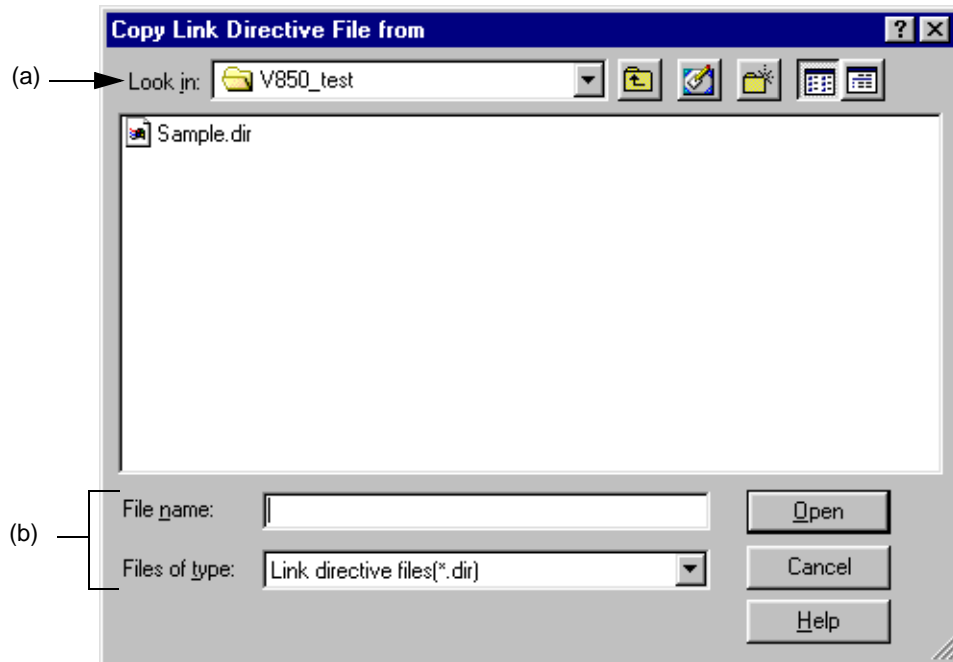 Copy Link Directive File from
(a)
Look in: V850_test
Sample.dir
(b)
File name:
Open
Files of type: Link directive files(*.dir)
Cancel
Help